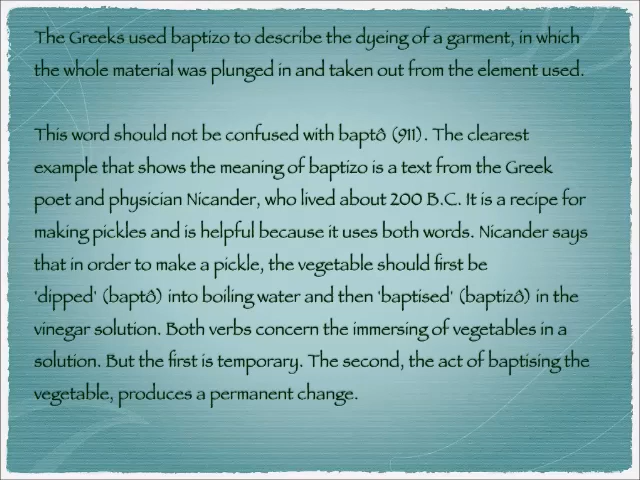 The Greeks used baptizo to describe the dyeing of a garment, in which
the whole material was plunged in and taken out from the element used.
This word should not be confused with baptô (911). The clearest
example that shows the meaning of baptizo is a text from the Greek
poet and physician Nicander, who lived about 200 B.C. It is a recipe for
making pickles and is helpful because it uses both words. Nicander says
that in order to make a pickle, the vegetable should first be
'dipped' (baptô) into boiling water and then 'baptised' (baptizô) in the
vinegar solution. Both verbs concern the immersing of vegetables in a
solution. But the first is temporary. The second, the act of baptising the
vegetable, produces a permanent change.